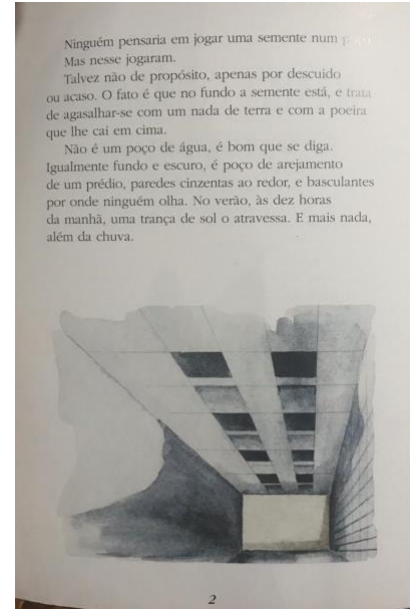 Ninguém pensaria em jogar uma semente num
Mas nesse jogaram.
Talvez não de propósito, apenas por descuido
ou acaso. O fato é que no fundo a semente está, e trata
de agasalhar-se com um nada de terra e com a poeira
que lhe cai em cima.
Não é um poço de água, é bom que se diga.
Igualmente fundo e escuro, é poço de arejamento
de um prédio, paredes cinzentas ao redor, e basculantes
por onde ninguém olha. No verão, às dez horas
da manhã, uma trança de sol o atravessa. E mais nada,
além da chuva.
2